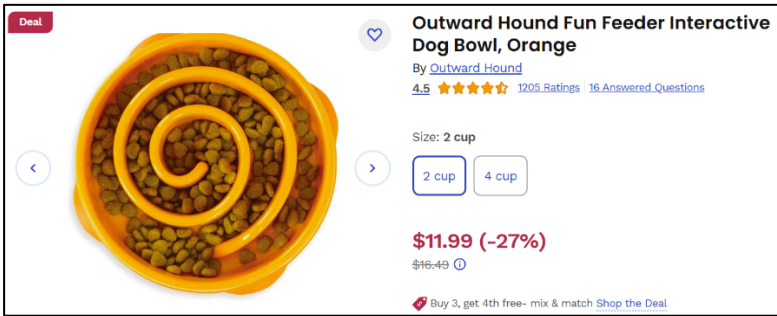 Deal
Outward Hound Fun Feeder Interactive
Dog Bowl, Orange
By Outward Hound
4.5 1205 Ratings 16 Answered Questions
Size: 2 cup
2 cup 4 cup
$11.99 (-27%)
$16.49
Buy 3, get 4th free- mix & match Shop the Deal